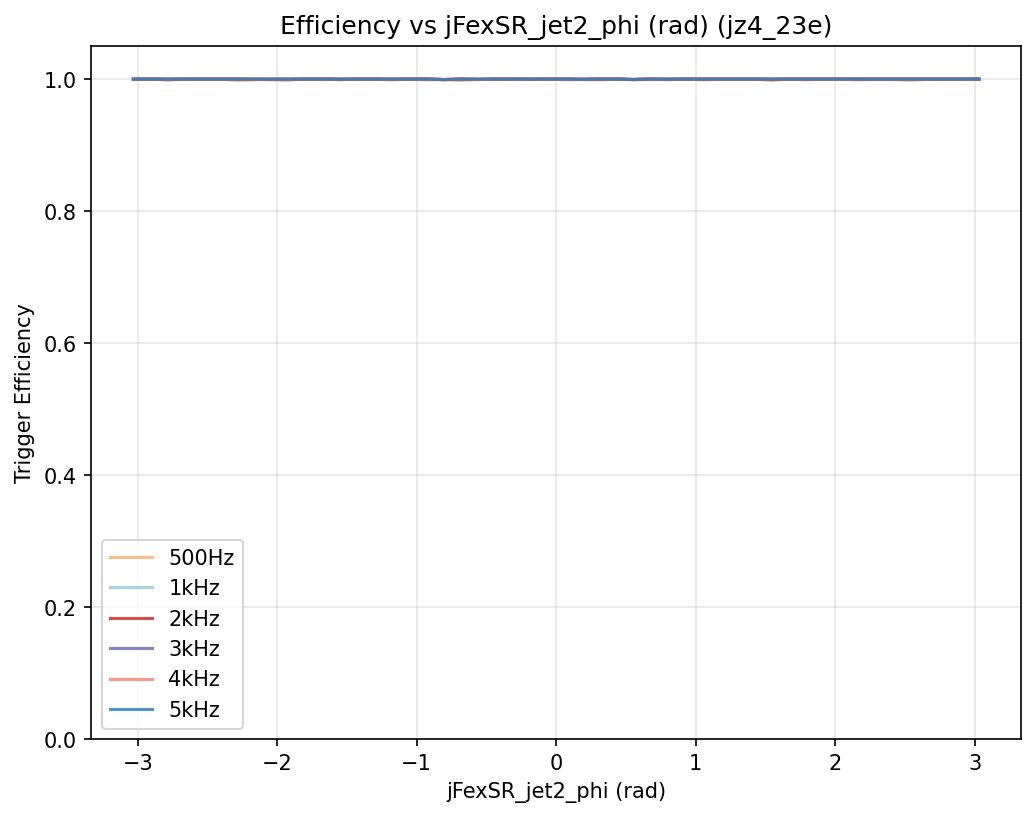 Efficiency vs jFexSR_jet2_phi (rad) (jz4_23e)
Trigger Efficiency
1.0
0.8
0.6
0.4
0.2
0.0
500Hz
1kHz
2kHz
3kHz
4kHz
5kHz
−3
−2
−1
0
1
2
3
jFexSR_jet2_phi (rad)